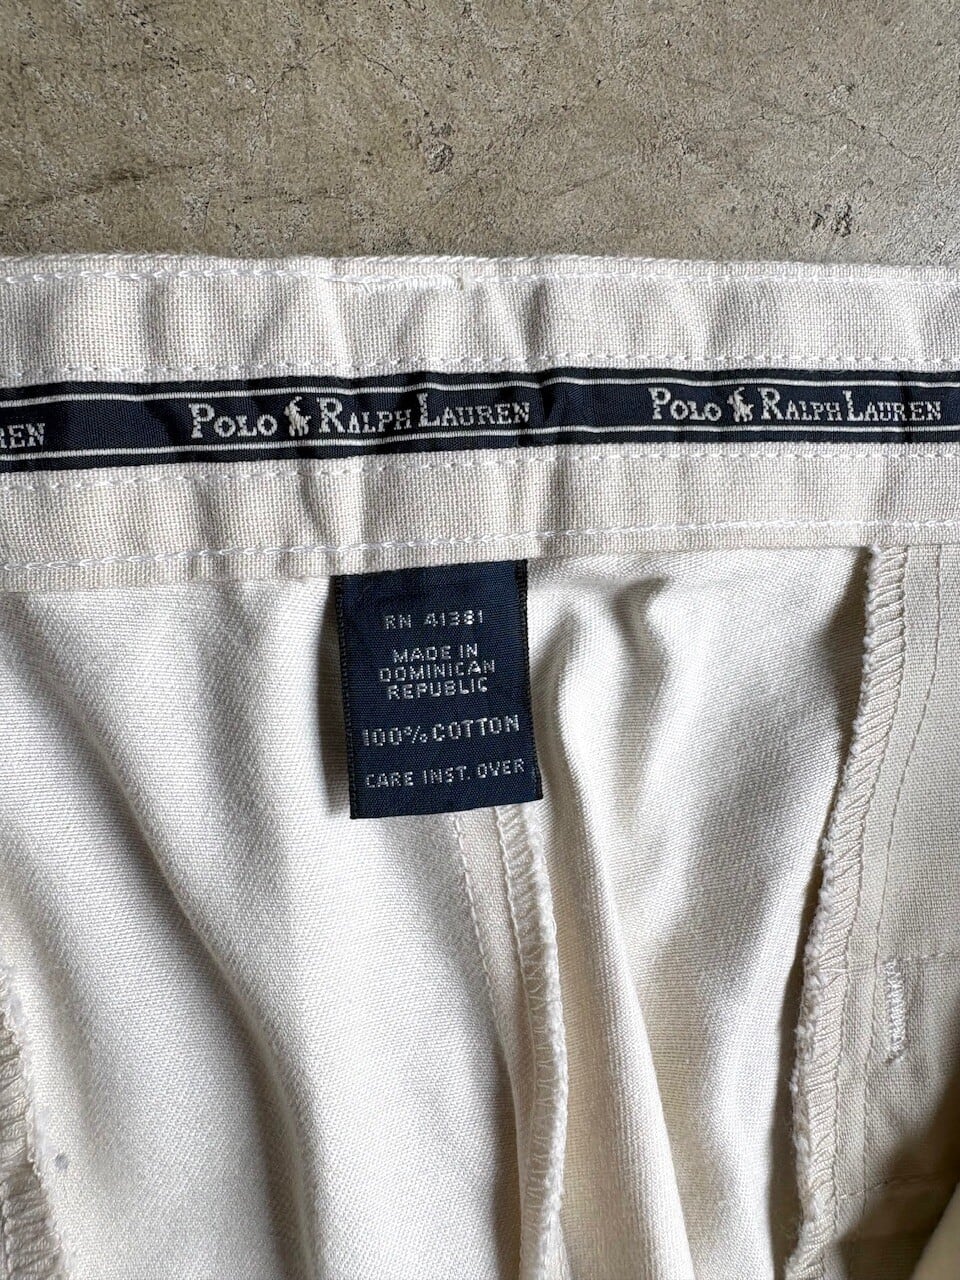 REN POLO RALPH LAUREN POLO RALPH LAUREN
RN 41381
MADE IN
DOMINICAN
REPUBLIC
100% COTTON
CARE INST. OVER